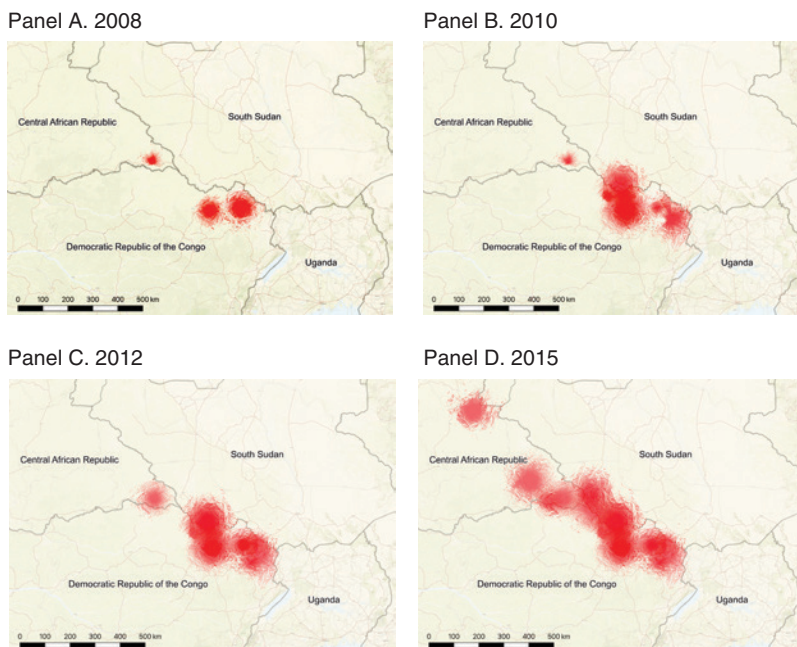 Panel A. 2008
Central African Republic
South Sudan
Democratic Republic of the Congo
Uganda
0 100 200 300 400 500 km
Panel B. 2010
Central African Republic
South Sudan
Democratic Republic of the Congo
Uganda
0 100 200 300 400 500 km
Panel C. 2012
Central African Republic
South Sudan
Democratic Republic of the Congo
Uganda
0 100 200 300 400 500 km
Panel D. 2015
Central African Republic
South Sudan
Democratic Republic of the Congo
Uganda
0 100 200 300 400 500 km